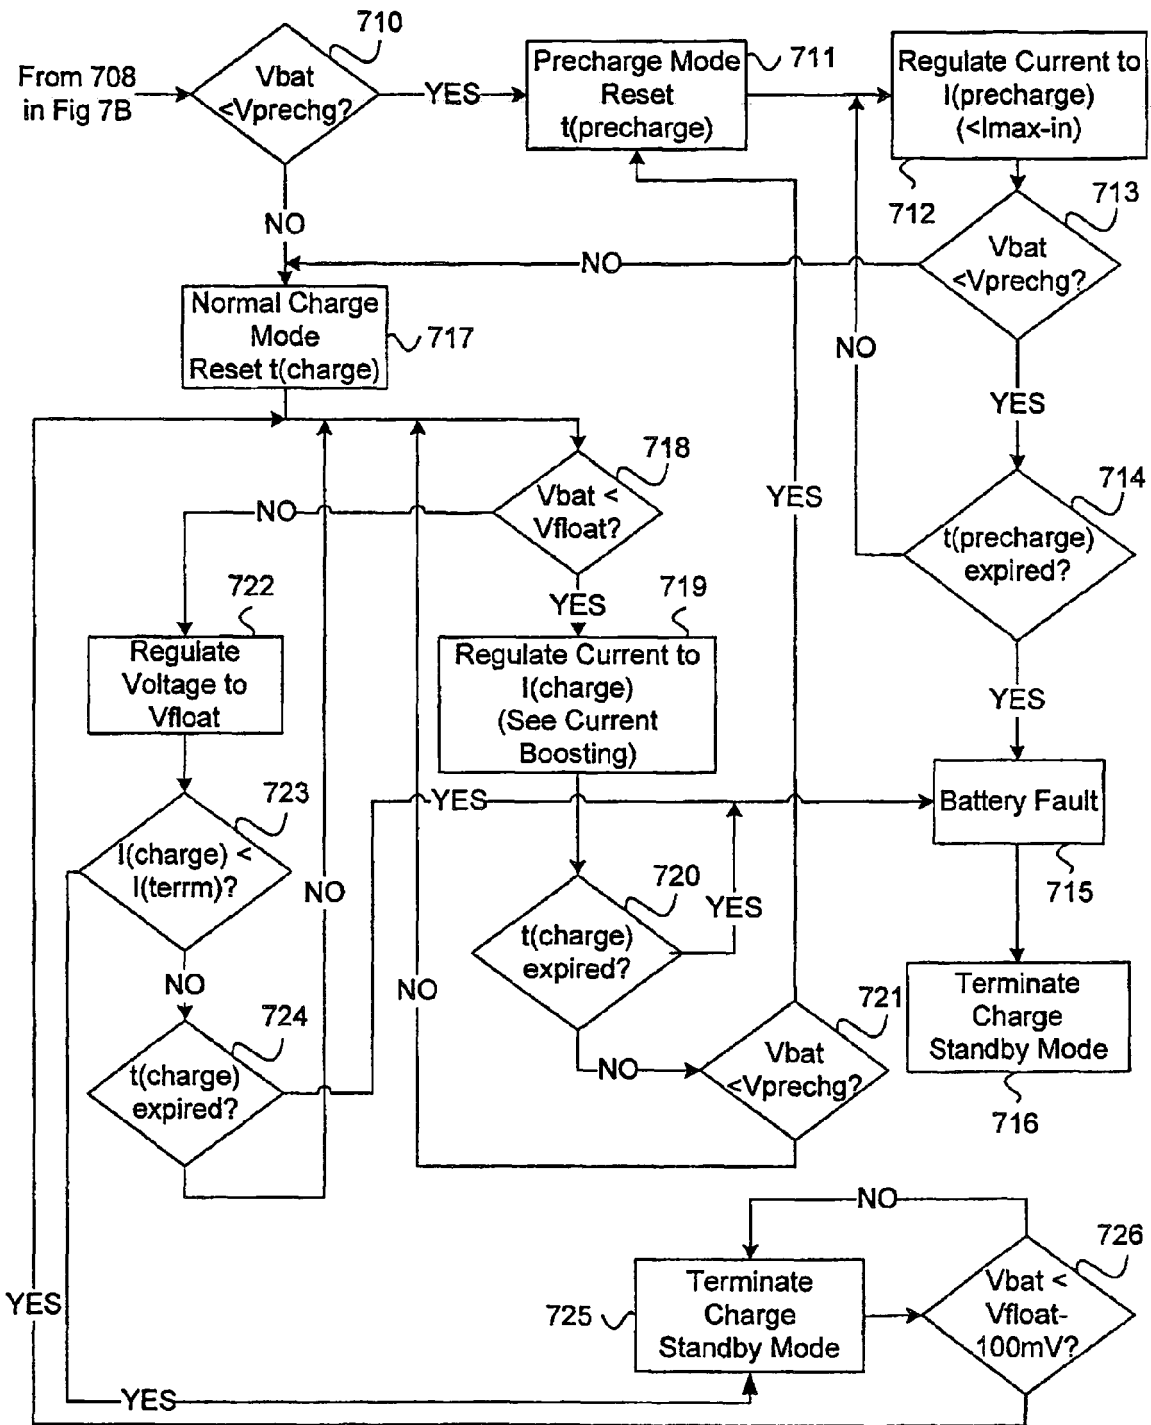 710
From 708
in Fig 7B
Vbat
<Vprechg?
YES
Precharge Mode
Reset
t(precharge)
711
Regulate Current to
I(precharge)
(<Imax-in)
712
713
Vbat
<Vprechg?
NO
NO
Normal Charge
Mode
Reset t(charge)
717
NO
YES
718
Vbat <
Vfloat?
NO
YES
714
t(precharge)
expired?
YES
722
Regulate
Voltage to
Vfloat
719
Regulate Current to
I(charge)
(See Current
Boosting)
YES
723
I(charge) <
I(terrm)?
YES
Battery Fault
715
NO
720
t(charge)
expired?
YES
NO
NO
724
t(charge)
expired?
NO
721
Vbat
<Vprechg?
Terminate
Charge
Standby Mode
716
NO
726
YES
725
Terminate
Charge
Standby Mode
Vbat <
Vfloat-
100mV?
YES